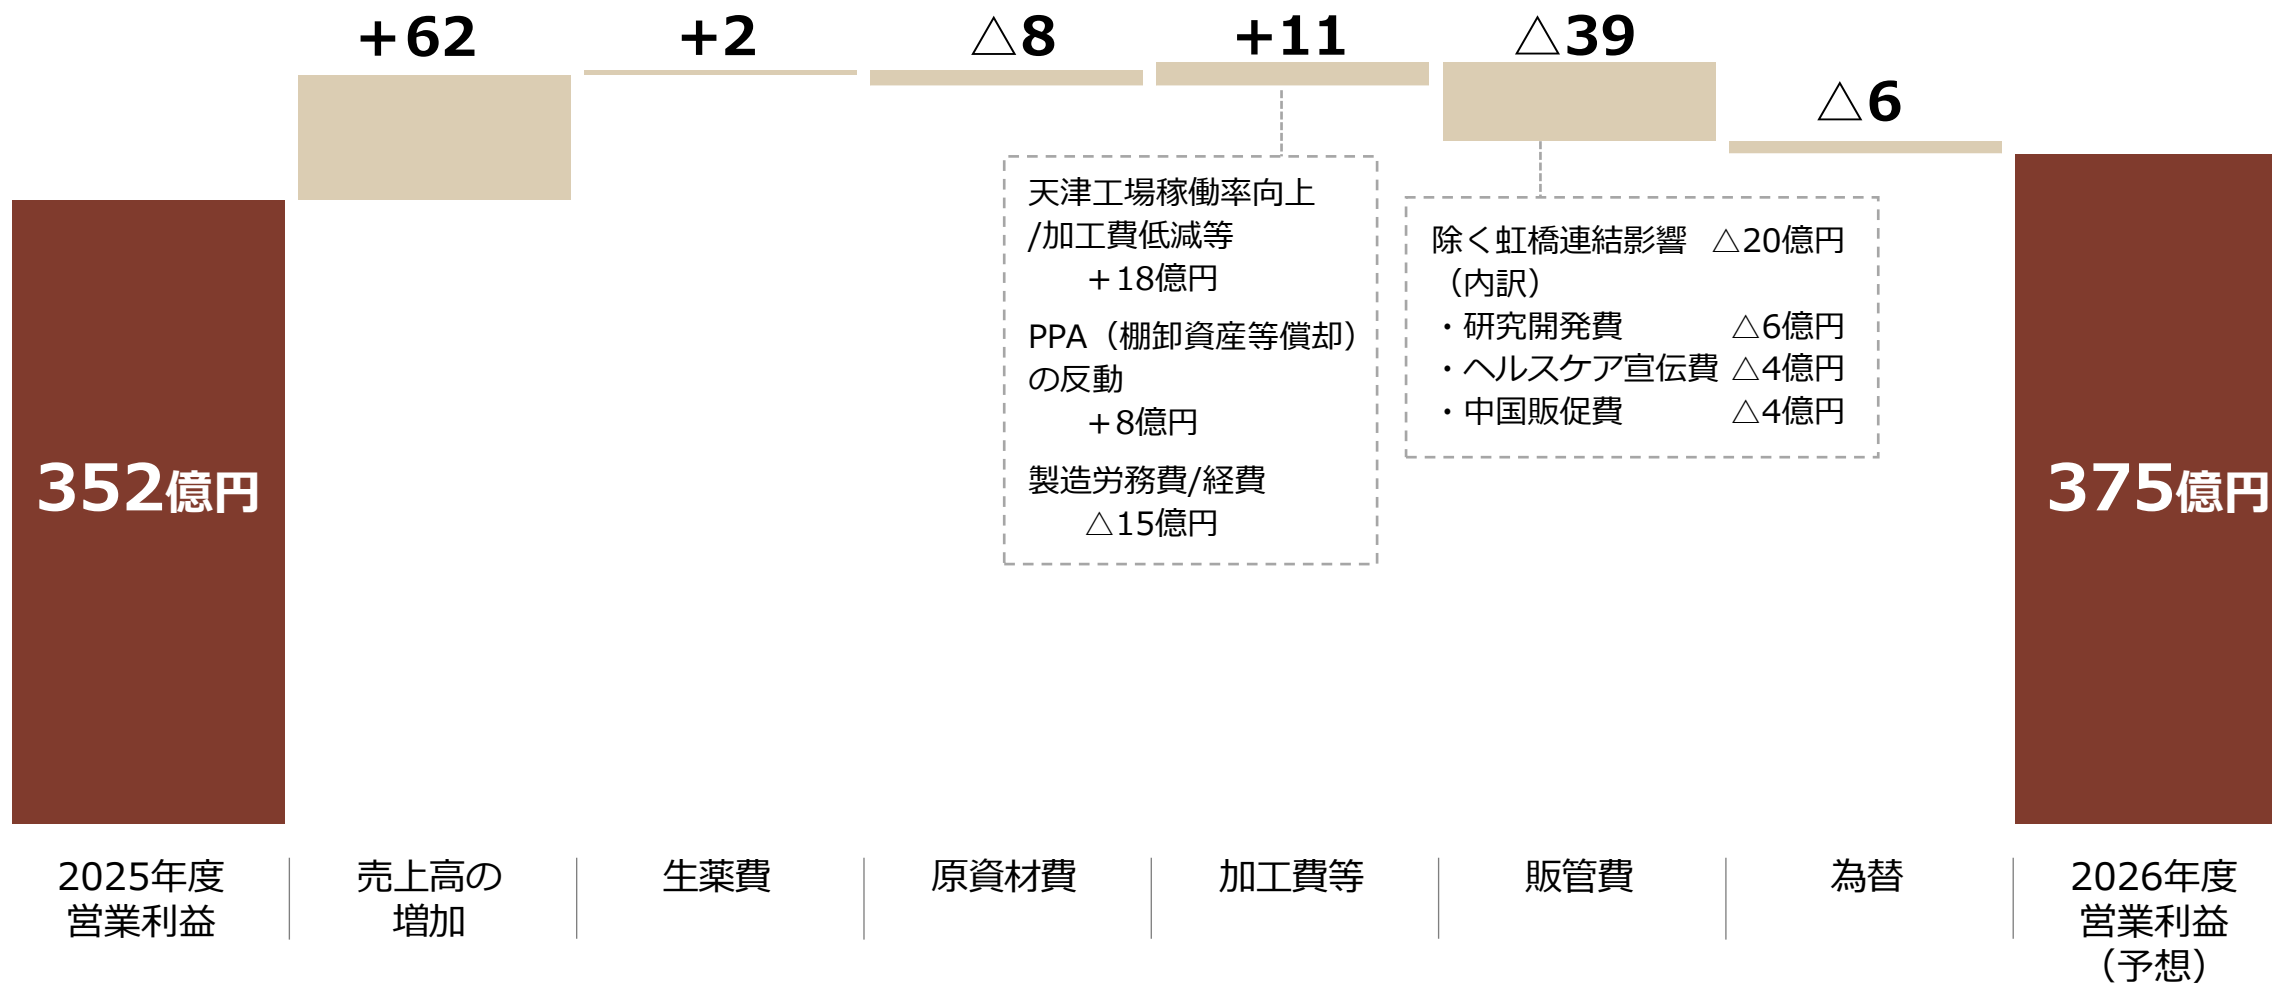 +62
+2
△8
+11
△39
△6
天津工場稼働率向上
/加工費低減等
+18億円
PPA（棚卸資産等償却）
の反動
+8億円
製造労務費/経費
△15億円
除く虹橋連結影響 △20億円
（内訳）
・研究開発費 △6億円
・ヘルスケア宣伝費 △4億円
・中国販促費 △4億円
352億円
375億円
2025年度
営業利益
売上高の
増加
生薬費
原資材費
加工費等
販管費
為替
2026年度
営業利益
（予想）